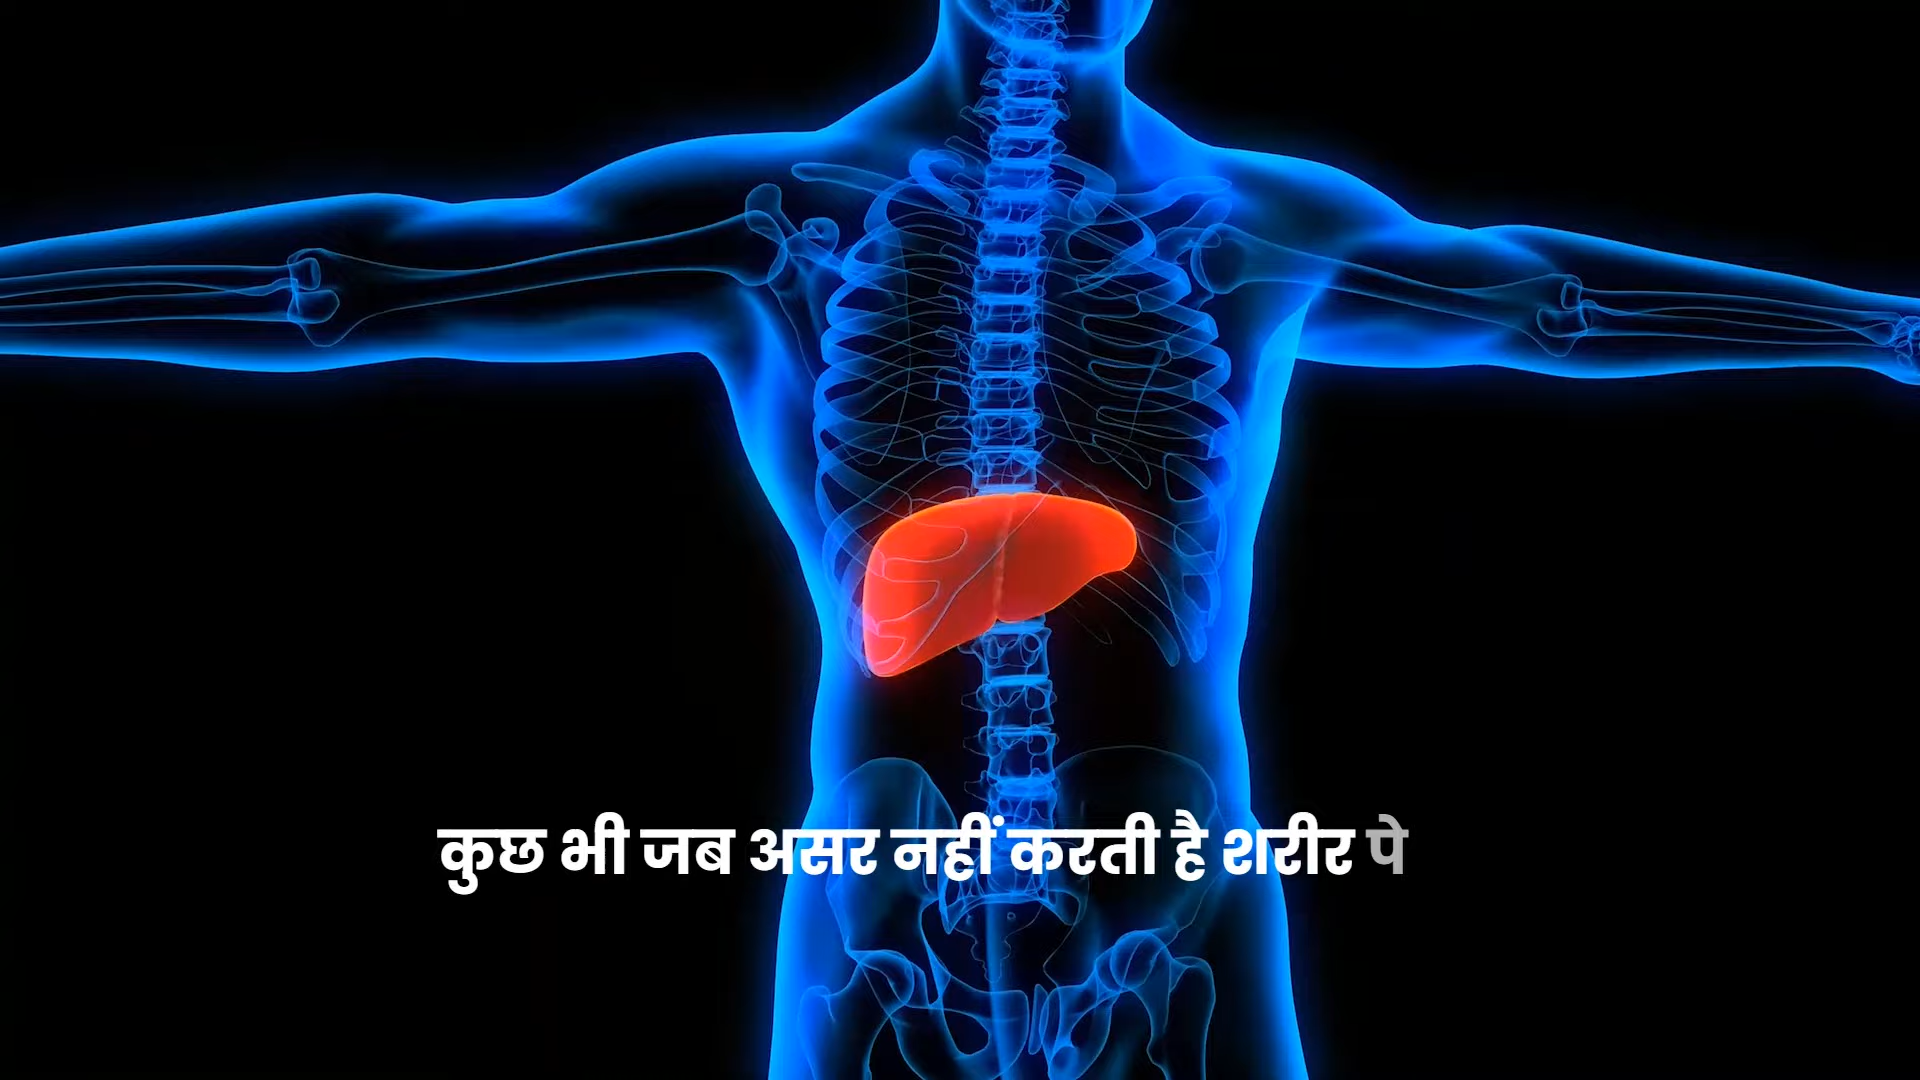 कुछ भी जब असर नहीं करती है शरीर पे